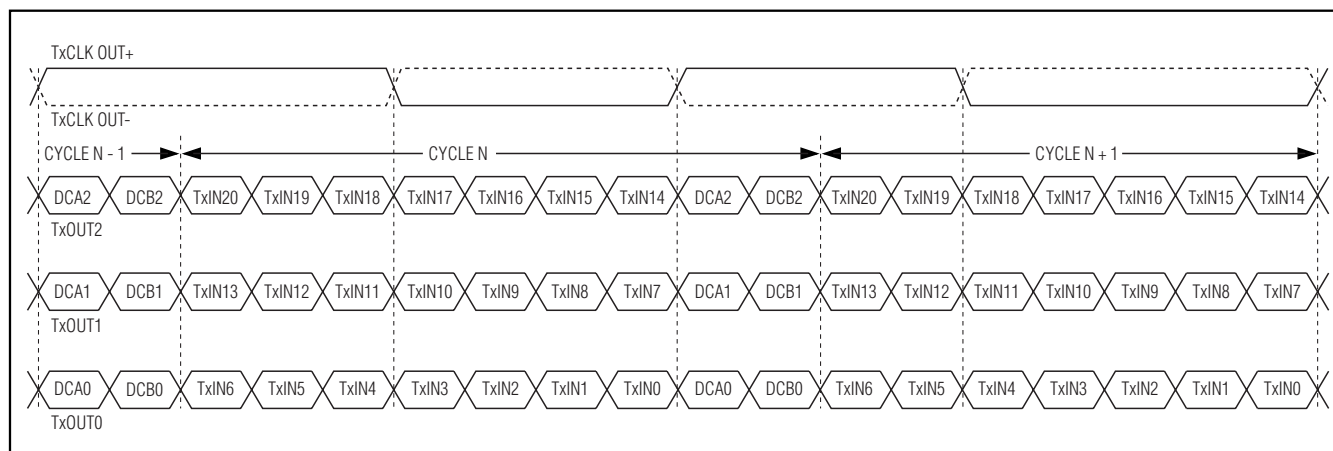 TxCLK OUT+
TxCLK OUT-
CYCLE N - 1 CYCLE N CYCLE N + 1
DCA2 DCB2 TxIN20 TxIN19 TxIN18 TxIN17 TxIN16 TxIN15 TxIN14 DCA2 DCB2 TxIN20 TxIN19 TxIN18 TxIN17 TxIN16 TxIN15 TxIN14
TxOUT2
DCA1 DCB1 TxIN13 TxIN12 TxIN11 TxIN10 TxIN9 TxIN8 TxIN7 DCA1 DCB1 TxIN13 TxIN12 TxIN11 TxIN10 TxIN9 TxIN8 TxIN7
TxOUT1
DCA0 DCB0 TxIN6 TxIN5 TxIN4 TxIN3 TxIN2 TxIN1 TxIN0 DCA0 DCB0 TxIN6 TxIN5 TxIN4 TxIN3 TxIN2 TxIN1 TxIN0
TxOUT0